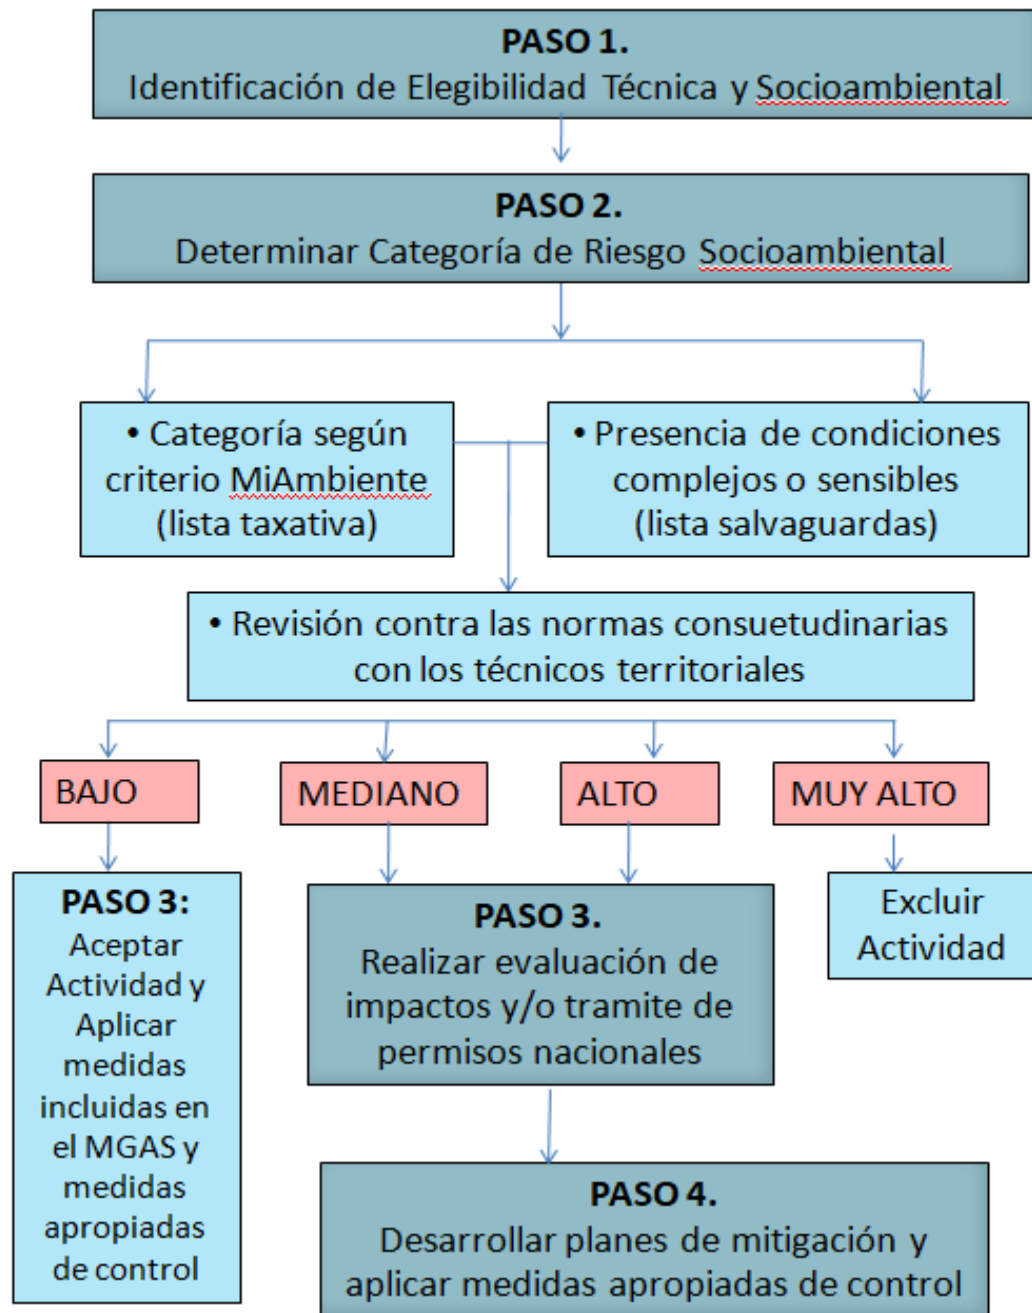 PASO 1.
Identificación de Elegibilidad Técnica y Socioambiental
PASO 2.
Determinar Categoría de Riesgo Socioambiental
• Categoría según
criterio MiAmbiente
(lista taxativa)
• Presencia de condiciones
complejos o sensibles
(lista salvaguardas)
• Revisión contra las normas consuetudinarias
con los técnicos territoriales
BAJO
MEDIANO
ALTO
MUY ALTO
PASO 3:
Aceptar
Actividad y
Aplicar
medidas
incluidas en
el MGAS y
medidas
apropiadas
de control
PASO 3.
Realizar evaluación de
impactos y/o tramite de
permisos nacionales
Excluir
Actividad
PASO 4.
Desarrollar planes de mitigación y
aplicar medidas apropiadas de control